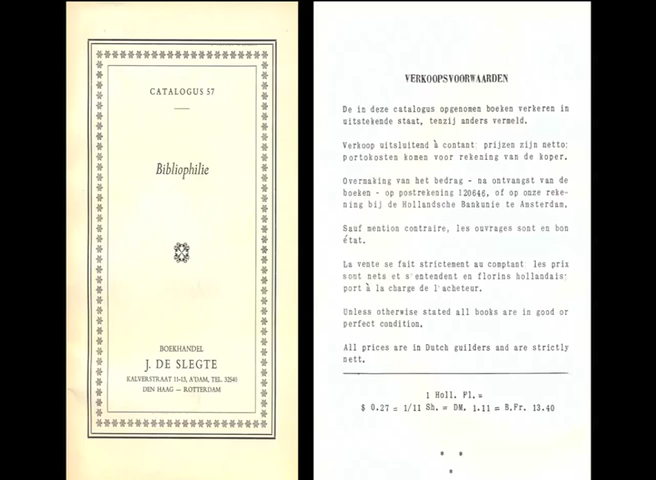 CATALOGUS 57
Bibliophilie
BOEKHANDEL
J. DE SLEGTE
KALVERSTRAAT 11-13, A'DAM, TEL. 32540
DEN HAAG — ROTTERDAM
VERKOOPSVOORWAARDEN
De in deze catalogus opgenomen boeken verkeren in
uitstekende staat, tenzij anders vermeld.
Verkoop uitsluitend à contant: prijzen zijn netto:
portokosten komen voor rekening van de koper.
Overmaking van het bedrag - na ontvangst van de
boeken - op postrekening 120646, of op onze reke-
ning bij de Hollandsche Bankunie te Amsterdam.
Sauf mention contraire, les ouvrages sont en bon
état.
La vente se fait strictement au comptant: les prix
sont nets et s'entendent en florins hollandais:
port à la charge de l'acheteur.
Unless otherwise stated all books are in good or
perfect condition.
All prices are in Dutch guilders and are strictly
nett.
1 Holl. Fl. =
$ 0.27 = 1/11 Sh. = DM. 1.11 = B.Fr. 13.40
* *
*